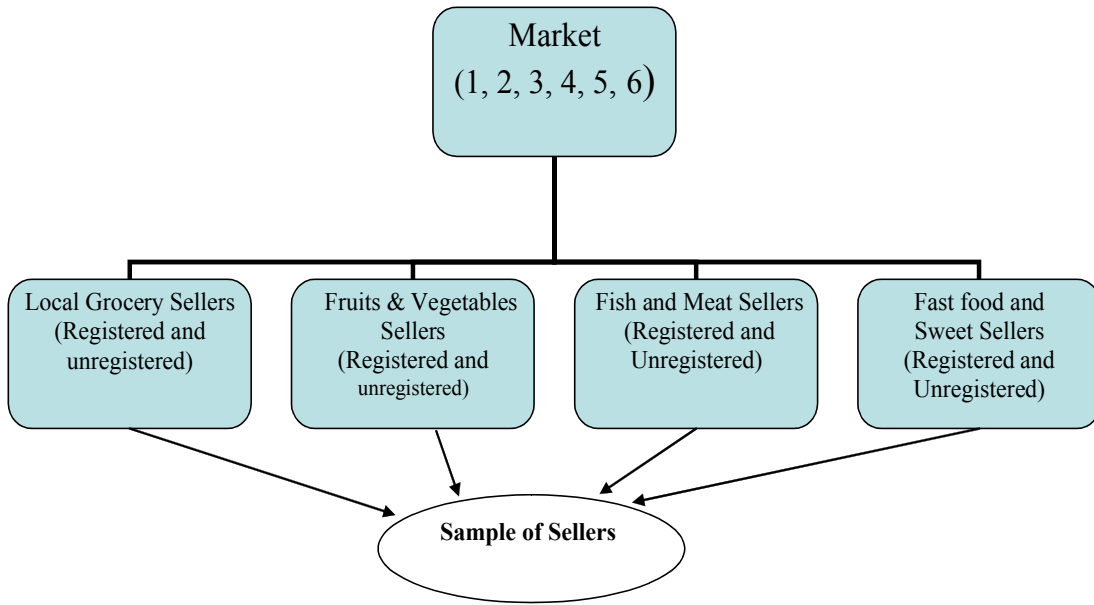 Market
(1, 2, 3, 4, 5, 6)
Local Grocery Sellers
(Registered and
unregistered)
Fruits & Vegetables
Sellers
(Registered and
unregistered)
Fish and Meat Sellers
(Registered and
Unregistered)
Fast food and
Sweet Sellers
(Registered and
Unregistered)
Sample of Sellers